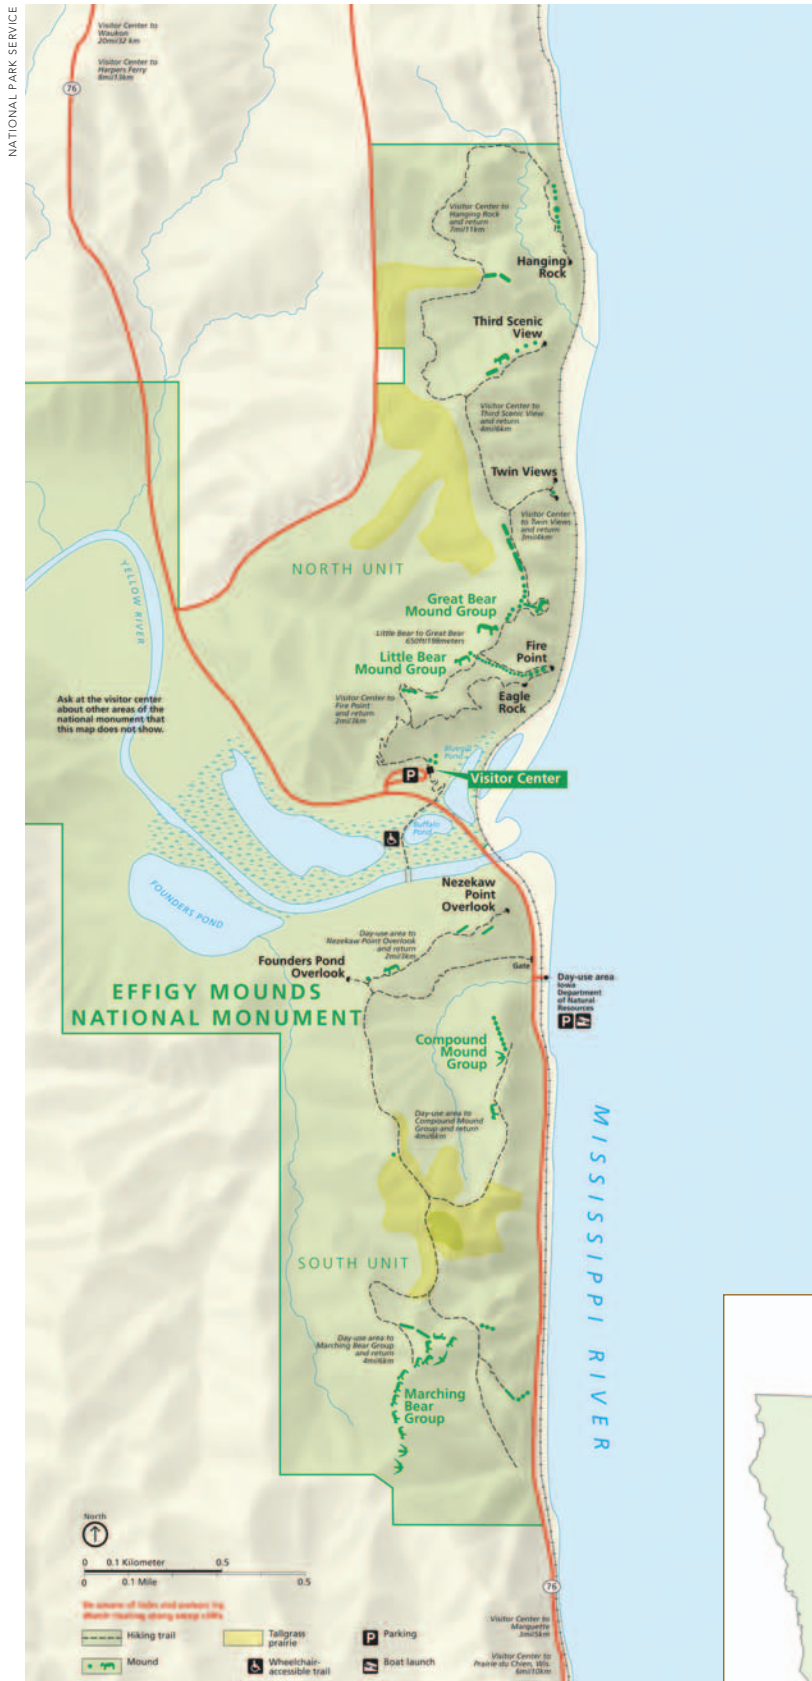 NATIONAL PARK SERVICE
Visitor Center to
Waukon
20mi/32 km
Visitor Center to
Harpers Ferry
8mi/13km
76
Visitor Center to
Hanging Rock
and return
7mi/11km
Hanging
Rock
Third Scenic
View
Visitor Center to
Third Scenic View
and return
4mi/6km
Twin Views
Visitor Center
to Twin Views
and return
3mi/4km
NORTH UNIT
YELLOW RIVER
Great Bear
Mound Group
Little Bear to Great Bear
650ft/198meters
Little Bear
Mound Group
Fire
Point
Eagle
Rock
Visitor Center to
Fire Point
and return
2mi/3km
Ask at the visitor center
about other areas of the
national monument that
this map does not show.
Pond
P
Visitor Center
Buffalo
Pond
FOUNDERS POND
Nezekaw
Point
Overlook
Day-use area to
Nezekaw Point Overlook
and return
2mi/3km
Founders Pond
Overlook
Gate
Day-use area
Iowa
Department
of Natural
Resources
P
EFFIGY MOUNDS
NATIONAL MONUMENT
Compound
Mound
Group
Day-use area to
Compound Mound
Group and return
4mi/6km
MISSISSIPPI RIVER
SOUTH UNIT
Day-use area to
Marching Bear Group
and return
4mi/6km
Marching
Bear
Group
North
0 0.1 Kilometer 0.5
0 0.1 Mile 0.5
76
Visitor Center to
Marquette
3mi/5km
Visitor Center to
Prairie du Chien, Wis.
6mi/10km
Hiking trail
Tallgrass
prairie
P Parking
Mound
Wheelchair-
accessible trail
Boat launch